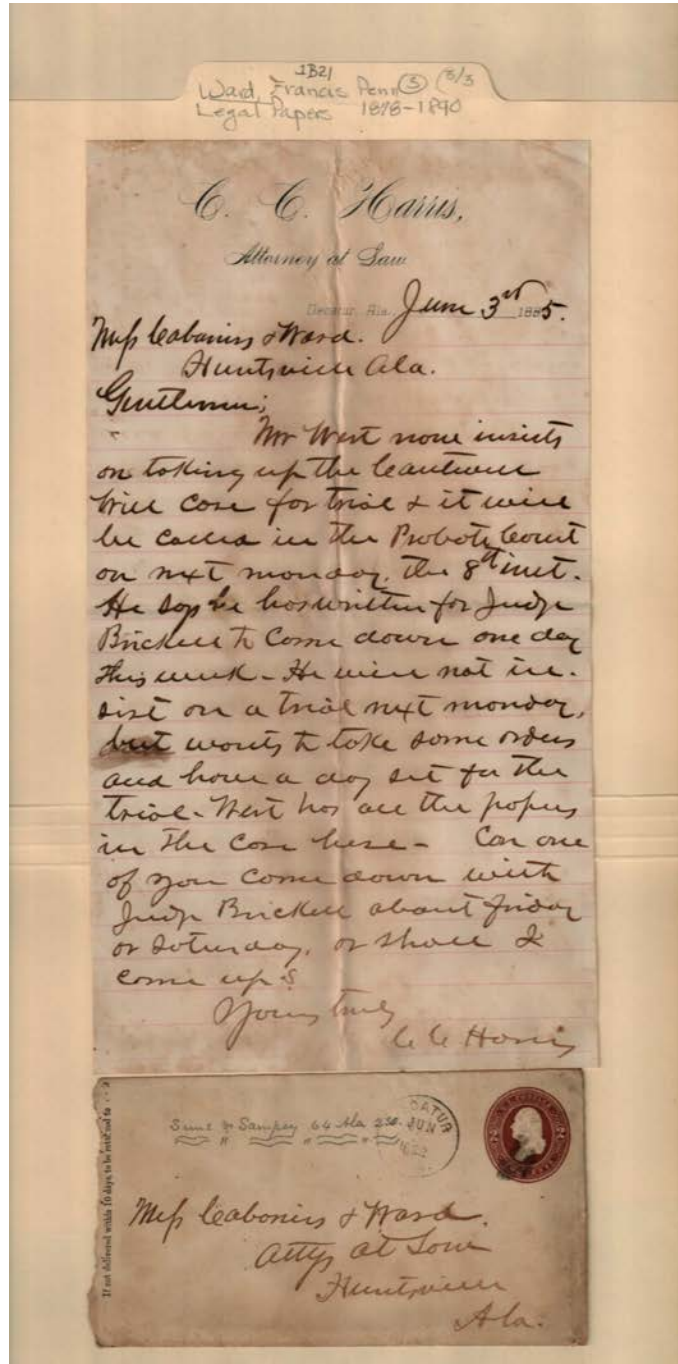 1B21
Ward, Francis Penn ③ (3/3
Legal Papers 1878-1890
C. C. Harris,
Attorney at Law
Decatur, Ala. June 3rd 1885.
Mess Cabaniss & Ward.
Huntsville Ala.
Gentlemen;
Mr West now insists
on taking up the Cantwell
Will case for trial & it will
be called in the Probate Court
on next monday, the 8th inst.
He says he has written for Judge
Brickell to come down one day
this week - He will not in-
sist on a trial next monday,
but wants to take some orders
and have a day set for the
trial - West has all the papers
in the case here - Can one
of you come down with
Judge Brickell about friday
or Saturday, or shall I
come up?
Yours truly
C C Harris
If not delivered within 10 days, to be returned to
& Sampey 64 Ala
CATUR
JUN
Mess Cabaniss & Ward.
Attys at Law
Huntsville
Ala.